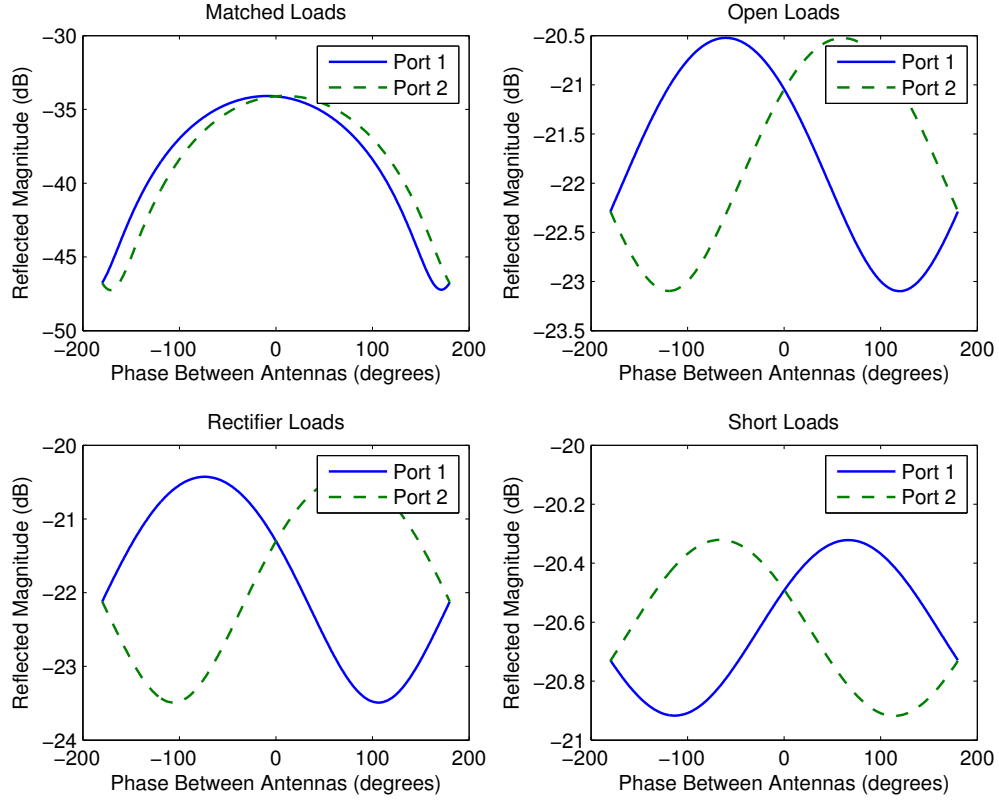 Matched Loads
Reflected Magnitude (dB)
−30
−35
−40
−45
−50
−200
−100
0
100
200
Phase Between Antennas (degrees)
Port 1
Port 2
Open Loads
Reflected Magnitude (dB)
−20.5
−21
−21.5
−22
−22.5
−23
−23.5
−200
−100
0
100
200
Phase Between Antennas (degrees)
Port 1
Port 2
Rectifier Loads
Reflected Magnitude (dB)
−20
−21
−22
−23
−24
−200
−100
0
100
200
Phase Between Antennas (degrees)
Port 1
Port 2
Short Loads
Reflected Magnitude (dB)
−20
−20.2
−20.4
−20.6
−20.8
−21
−200
−100
0
100
200
Phase Between Antennas (degrees)
Port 1
Port 2